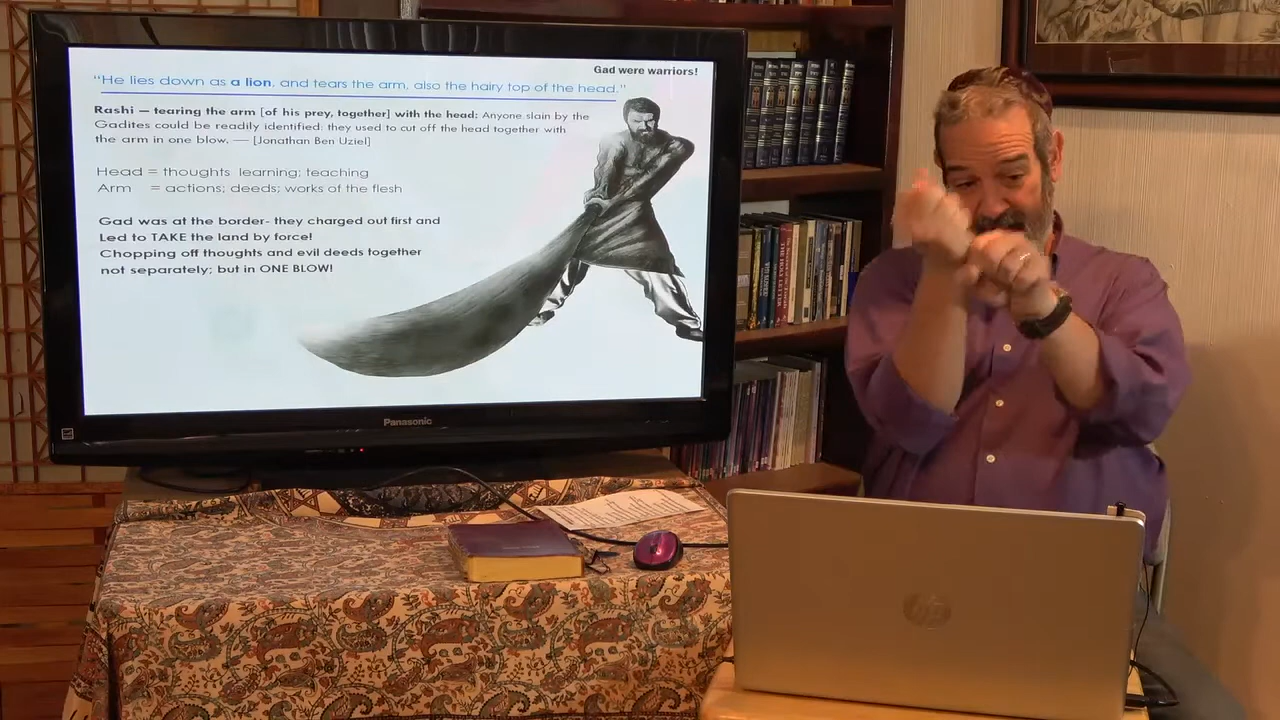 Gad were warriors!
"He lies down as a lion, and tears the arm, also the hairy top of the head."
Rashi — tearing the arm [of his prey, together] with the head: Anyone slain by the
Gadites could be readily identified: they used to cut off the head together with
the arm in one blow. — [Jonathan Ben Uziel]
Head = thoughts learning; teaching
Arm = actions; deeds; works of the flesh
Gad was at the border- they charged out first and
Led to TAKE the land by force!
Chopping off thoughts and evil deeds together
not separately; but in ONE BLOW!
Panasonic
hp